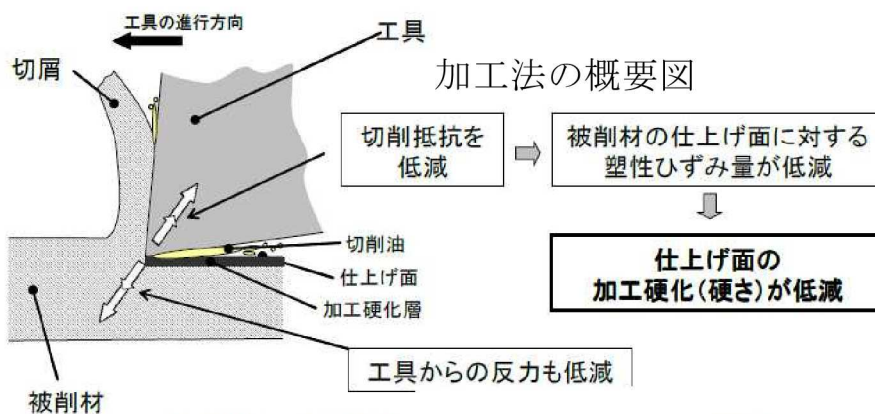 工具の進行方向
切屑
工具
加工法の概要図
切削抵抗を
低減
被削材の仕上げ面に対する
塑性ひずみ量が低減
切削油
仕上げ面
加工硬化層
仕上げ面の
加工硬化(硬さ)が低減
工具からの反力も低減
被削材